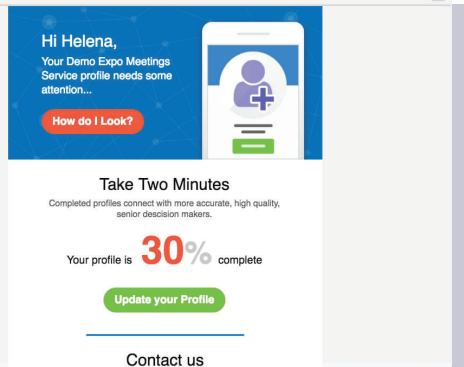 Hi Helena,
Your Demo Expo Meetings
Service profile needs some
attention...
How do I Look?
Take Two Minutes
Completed profiles connect with more accurate, high quality,
senior descision makers.
Your profile is 30% complete
Update your Profile
Contact us